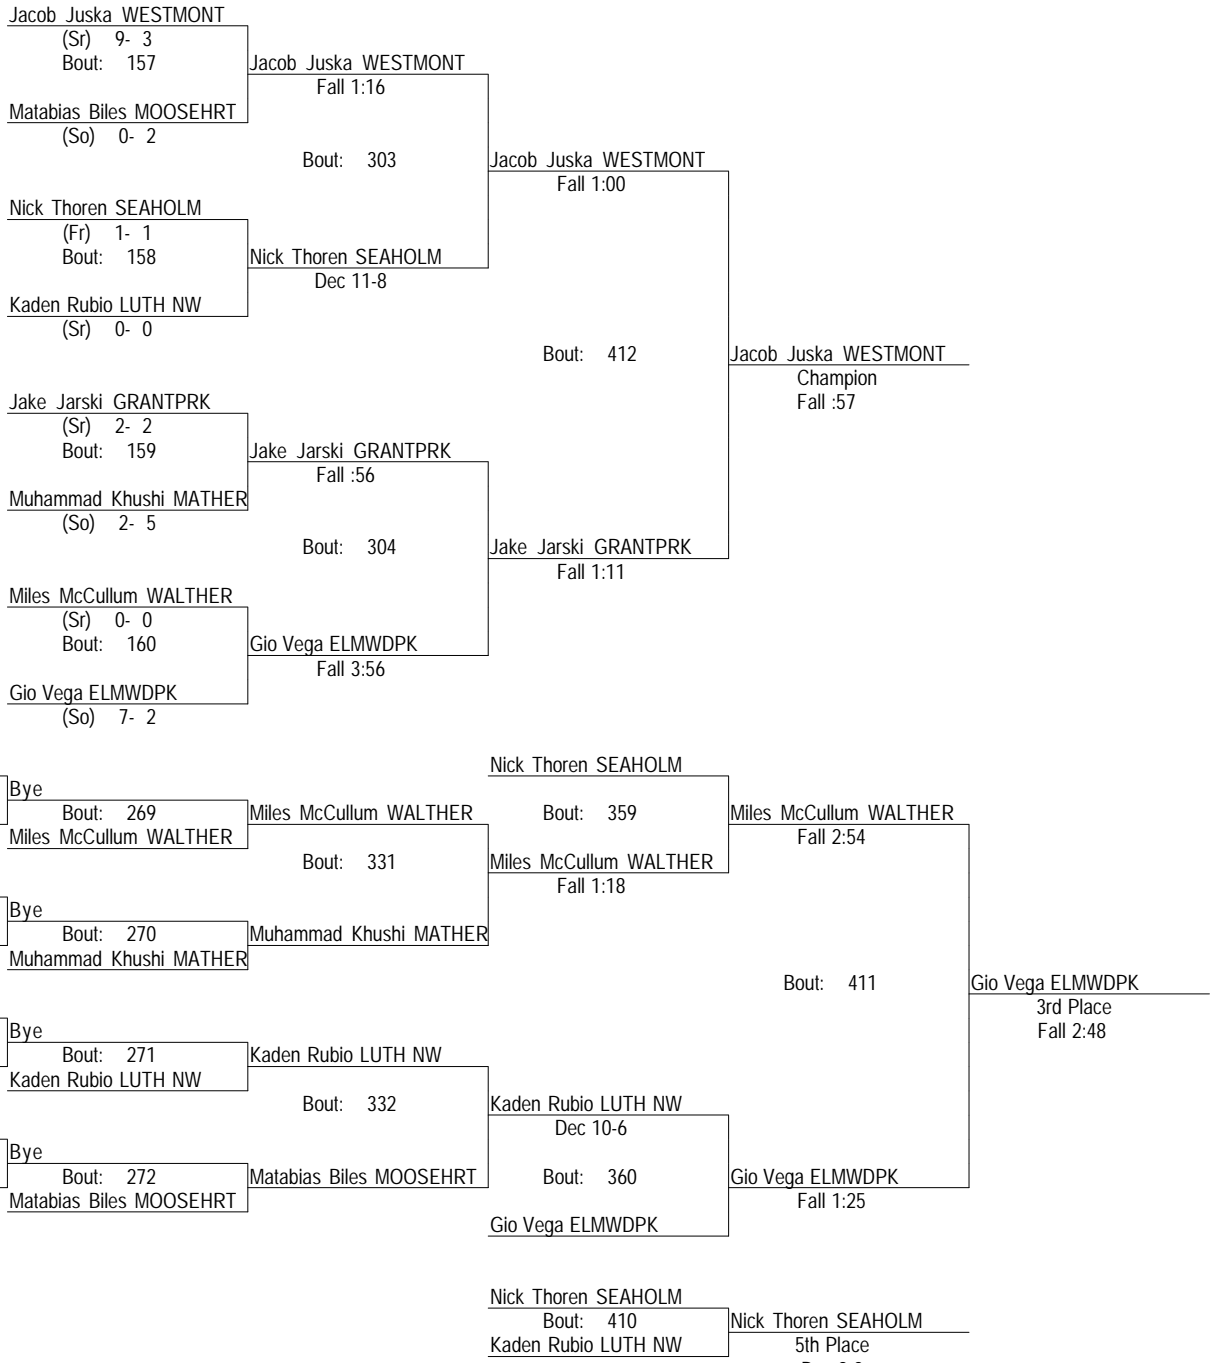 Jacob Juska WESTMONT
(Sr) 9- 3
Bout: 157
Jacob Juska WESTMONT
Fall 1:16
Matabias Biles MOOSEHRT
(So) 0- 2
Bout: 303
Jacob Juska WESTMONT
Fall 1:00
Nick Thoren SEAHOLM
(Fr) 1- 1
Bout: 158
Nick Thoren SEAHOLM
Dec 11-8
Kaden Rubio LUTH NW
(Sr) 0- 0
Bout: 412
Jacob Juska WESTMONT
Champion
Fall :57
Jake Jarski GRANTPRK
(Sr) 2- 2
Bout: 159
Jake Jarski GRANTPRK
Fall :56
Muhammad Khushi MATHER
(So) 2- 5
Bout: 304
Jake Jarski GRANTPRK
Fall 1:11
Miles McCullum WALTHER
(Sr) 0- 0
Bout: 160
Gio Vega ELMWDPK
Fall 3:56
Gio Vega ELMWDPK
(So) 7- 2
Nick Thoren SEAHOLM
Bye
Bout: 269
Miles McCullum WALTHER
Miles McCullum WALTHER
Bout: 359
Miles McCullum WALTHER
Fall 2:54
Bout: 331
Miles McCullum WALTHER
Fall 1:18
Bye
Bout: 270
Muhammad Khushi MATHER
Muhammad Khushi MATHER
Bout: 411
Gio Vega ELMWDPK
3rd Place
Fall 2:48
Bye
Bout: 271
Kaden Rubio LUTH NW
Kaden Rubio LUTH NW
Bout: 332
Kaden Rubio LUTH NW
Dec 10-6
Bye
Bout: 272
Matabias Biles MOOSEHRT
Matabias Biles MOOSEHRT
Bout: 360
Gio Vega ELMWDPK
Fall 1:25
Gio Vega ELMWDPK
Nick Thoren SEAHOLM
Bout: 410
Kaden Rubio LUTH NW
Nick Thoren SEAHOLM
5th Place